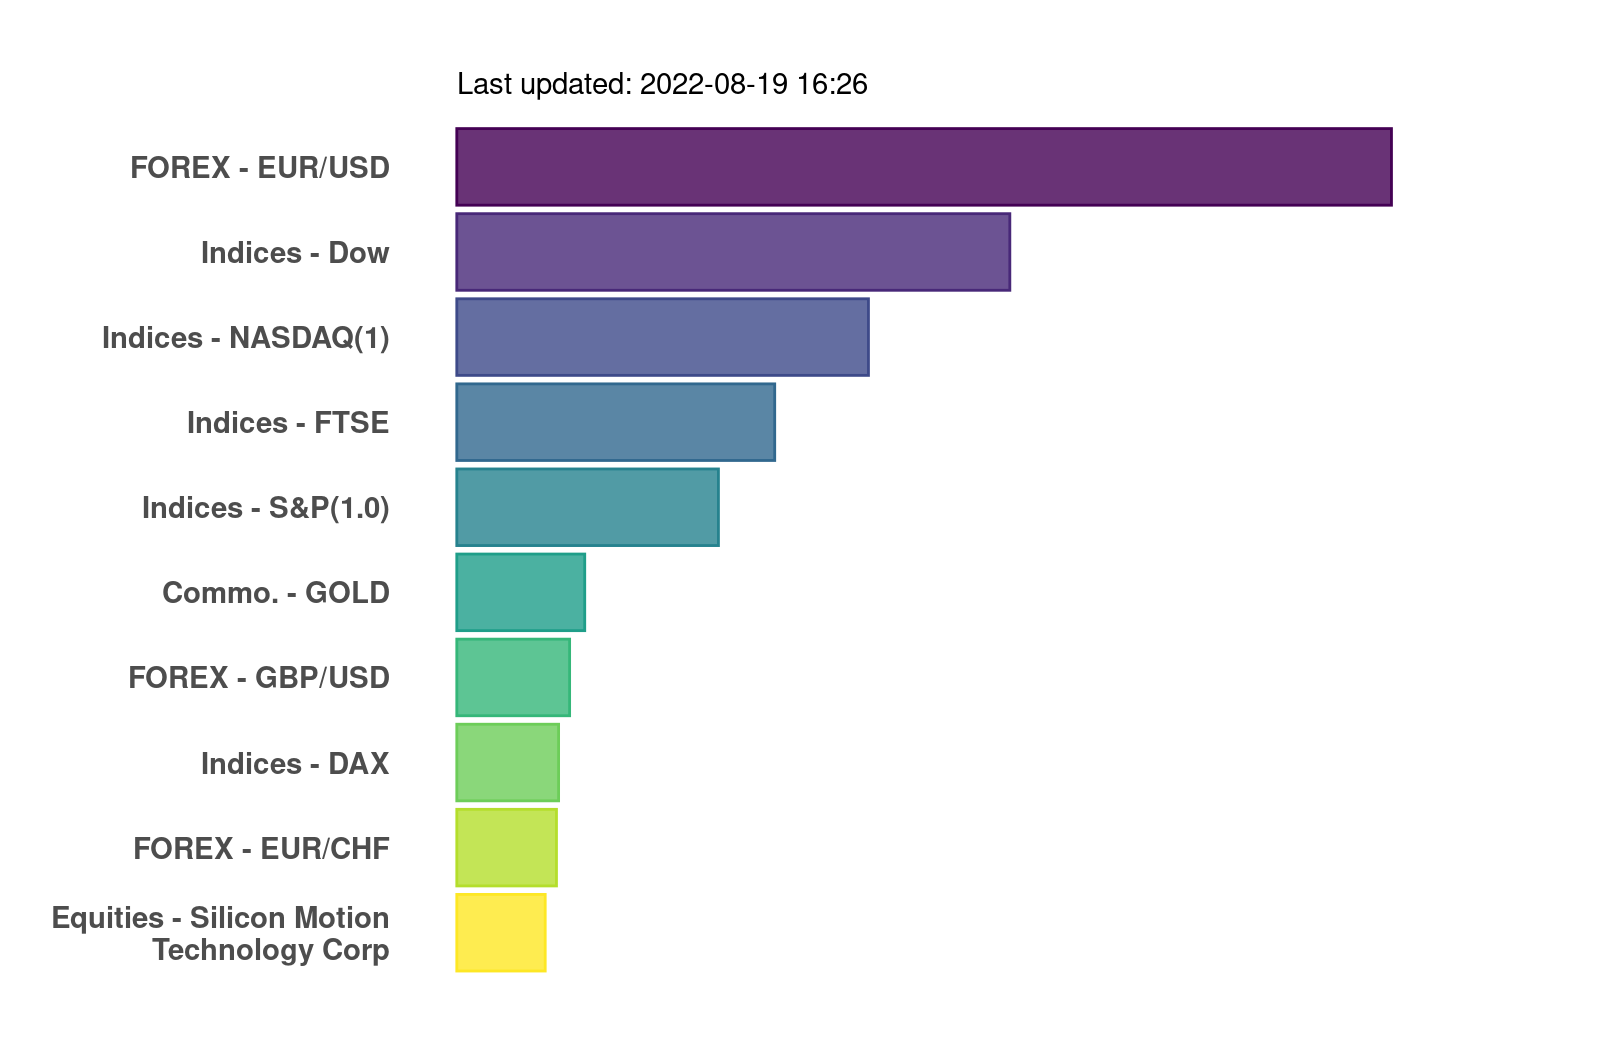 Last updated: 2022-08-19 16:26
FOREX - EUR/USD
Indices - Dow
Indices - NASDAQ(1)
Indices - FTSE
Indices - S&P(1.0)
Commo. - GOLD
FOREX - GBP/USD
Indices - DAX
FOREX - EUR/CHF
Equities - Silicon Motion
Technology Corp